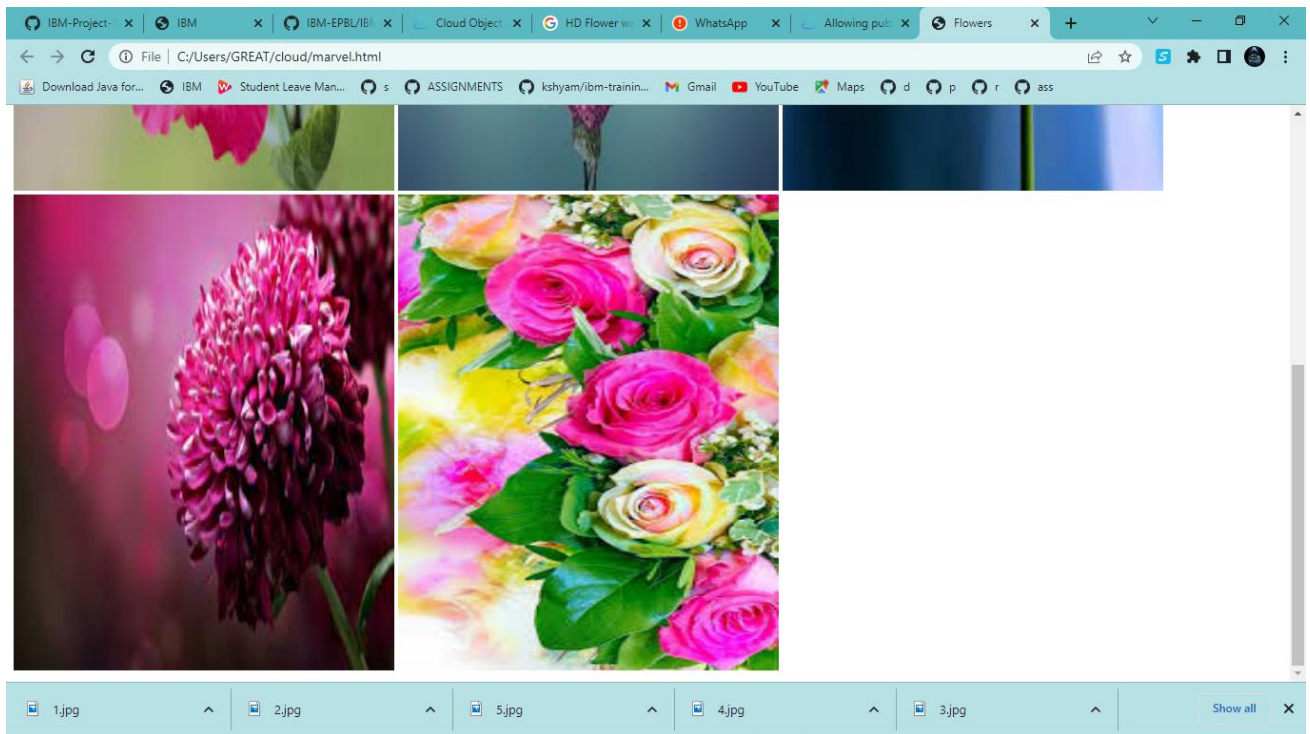 IBM-Project- IBM IBM-EPBL/IBM Cloud Object HD Flower wa WhatsApp Allowing pub Flowers
File C:/Users/GREAT/cloud/marvel.html
Download Java for... IBM Student Leave Man... s ASSIGNMENTS kshyam/ibm-trainin... Gmail YouTube Maps d p r ass
1.jpg 2.jpg 5.jpg 4.jpg 3.jpg Show all